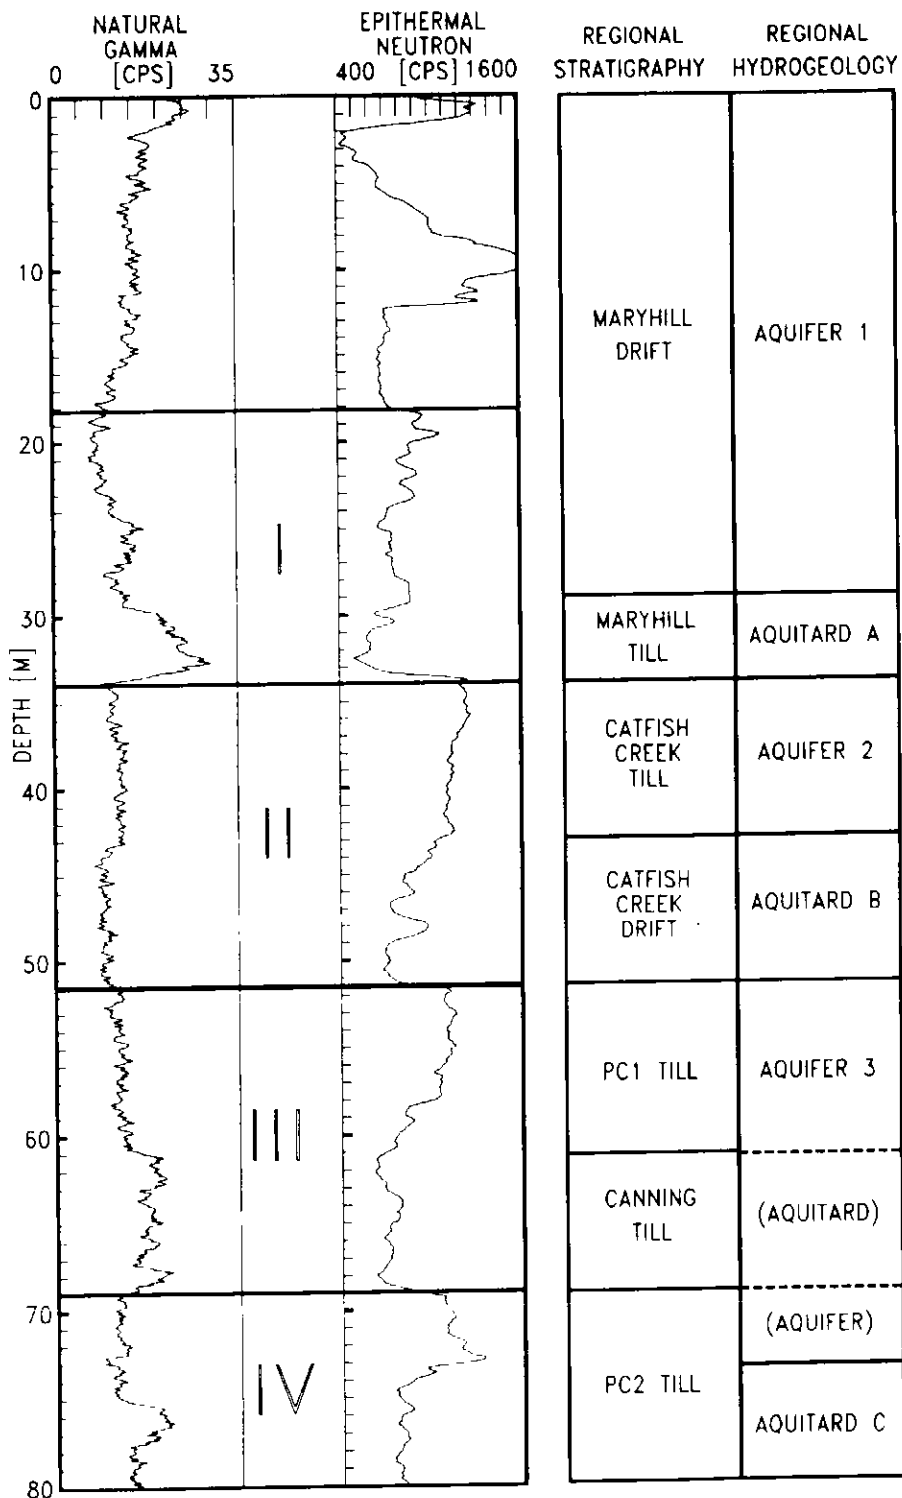 NATURAL
GAMMA
0 [CPS] 35
EPITHERMAL
NEUTRON
400 [CPS] 1600
REGIONAL
STRATIGRAPHY
REGIONAL
HYDROGEOLOGY
DEPTH [M]
0
10
20
30
40
50
60
70
80
I
II
III
IV
MARYHILL
DRIFT
AQUIFER 1
MARYHILL
TILL
AQUITARD A
CATFISH
CREEK
TILL
AQUIFER 2
CATFISH
CREEK
DRIFT
AQUITARD B
PC1 TILL
AQUIFER 3
CANNING
TILL
(AQUITARD)
PC2 TILL
(AQUIFER)
AQUITARD C